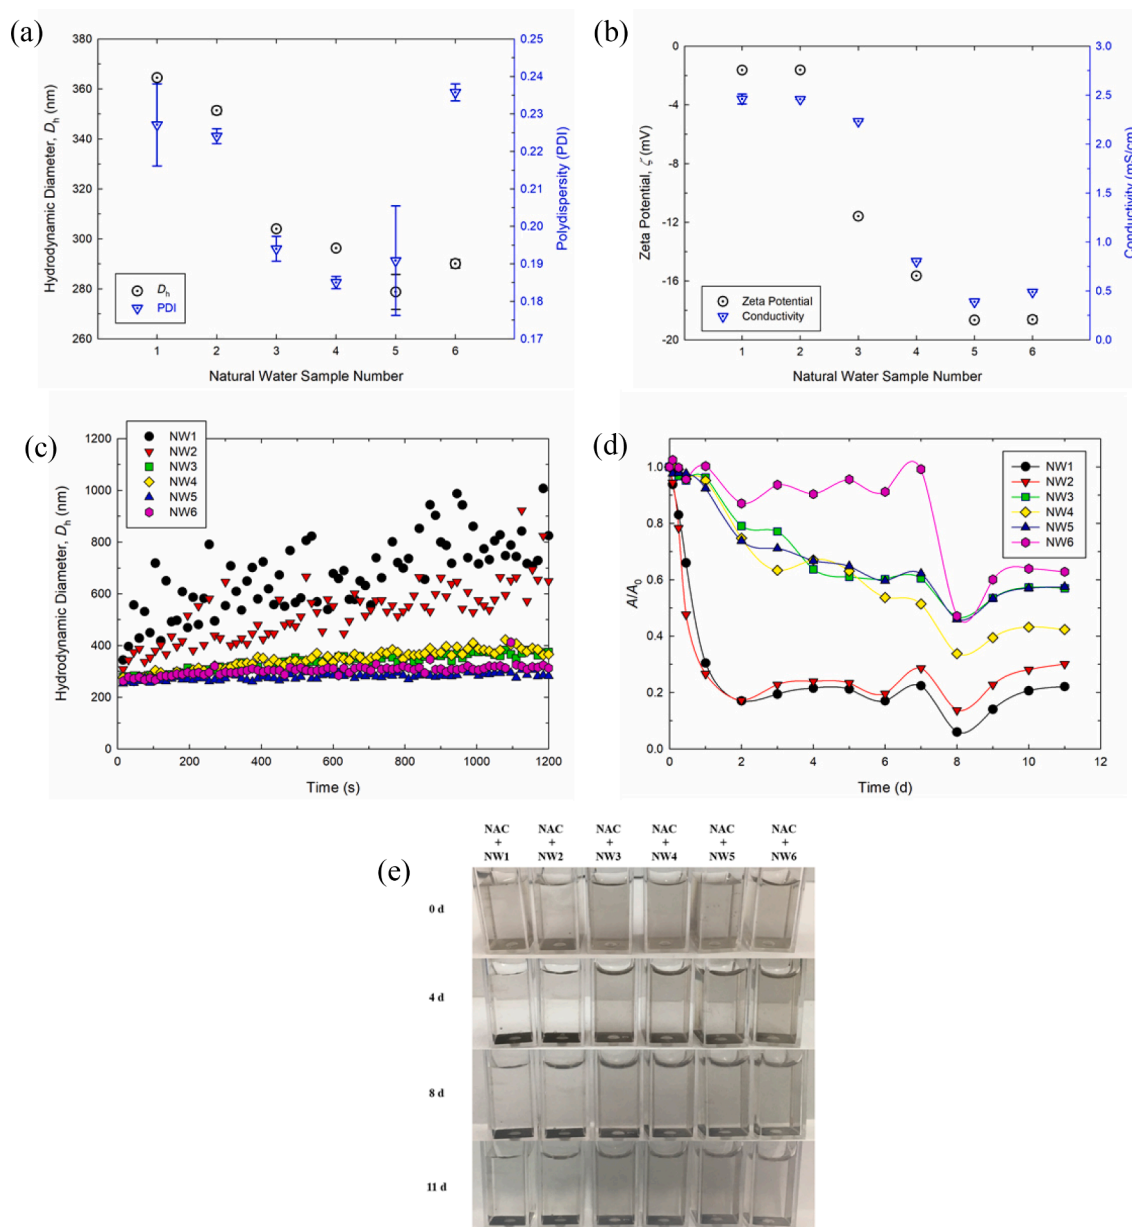 (a)
380
360
340
320
300
280
260
Hydrodynamic Diameter, Dh (nm)
0.25
0.24
0.23
0.22
0.21
0.20
0.19
0.18
0.17
Polydispersity (PDI)
Dh
PDI
1 2 3 4 5 6
Natural Water Sample Number
(b)
0
-4
-8
-12
-16
-20
Zeta Potential, ζ (mV)
3.0
2.5
2.0
1.5
1.0
0.5
0.0
Conductivity (mS/cm)
Zeta Potential
Conductivity
1 2 3 4 5 6
Natural Water Sample Number
(c)
NW1
NW2
NW3
NW4
NW5
NW6
1200
1000
800
600
400
200
0
Hydrodynamic Diameter, Dh (nm)
0 200 400 600 800 1000 1200
Time (s)
(d)
1.0
0.8
0.6
0.4
0.2
0.0
A/A0
NW1
NW2
NW3
NW4
NW5
NW6
0 2 4 6 8 10 12
Time (d)
(e)
NAC NAC NAC NAC NAC NAC
+ + + + + +
NW1 NW2 NW3 NW4 NW5 NW6
0 d
4 d
8 d
11 d